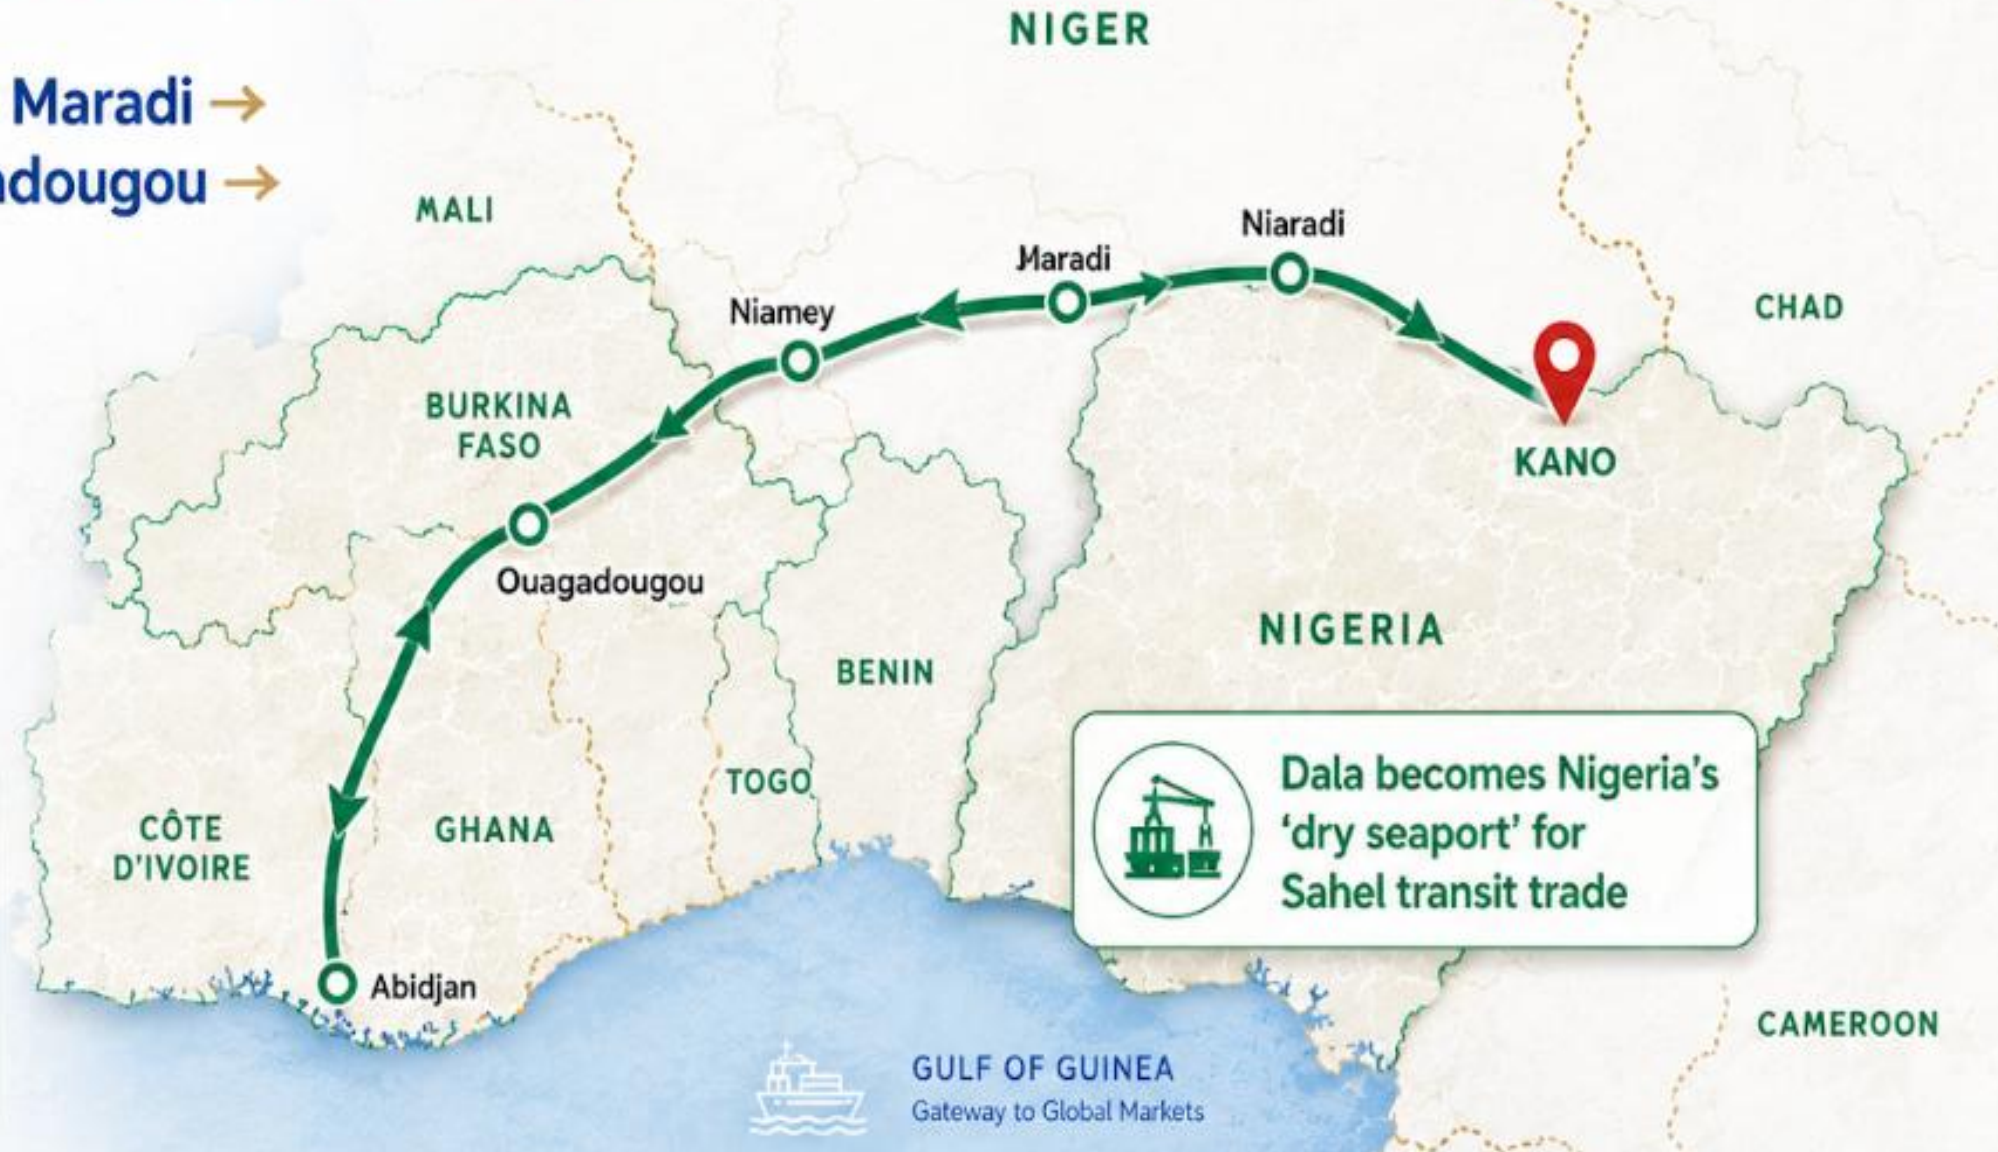 NIGER
Maradi →
adougou →
MALI
Niaradi
Maradi
Niamey
CHAD
BURKINA
FASO
KANO
Ouagadougou
NIGERIA
BENIN
TOGO
CÔTE
D'IVOIRE
GHANA
Dala becomes Nigeria's
'dry seaport' for
Sahel transit trade
Abidjan
CAMEROON
GULF OF GUINEA
Gateway to Global Markets